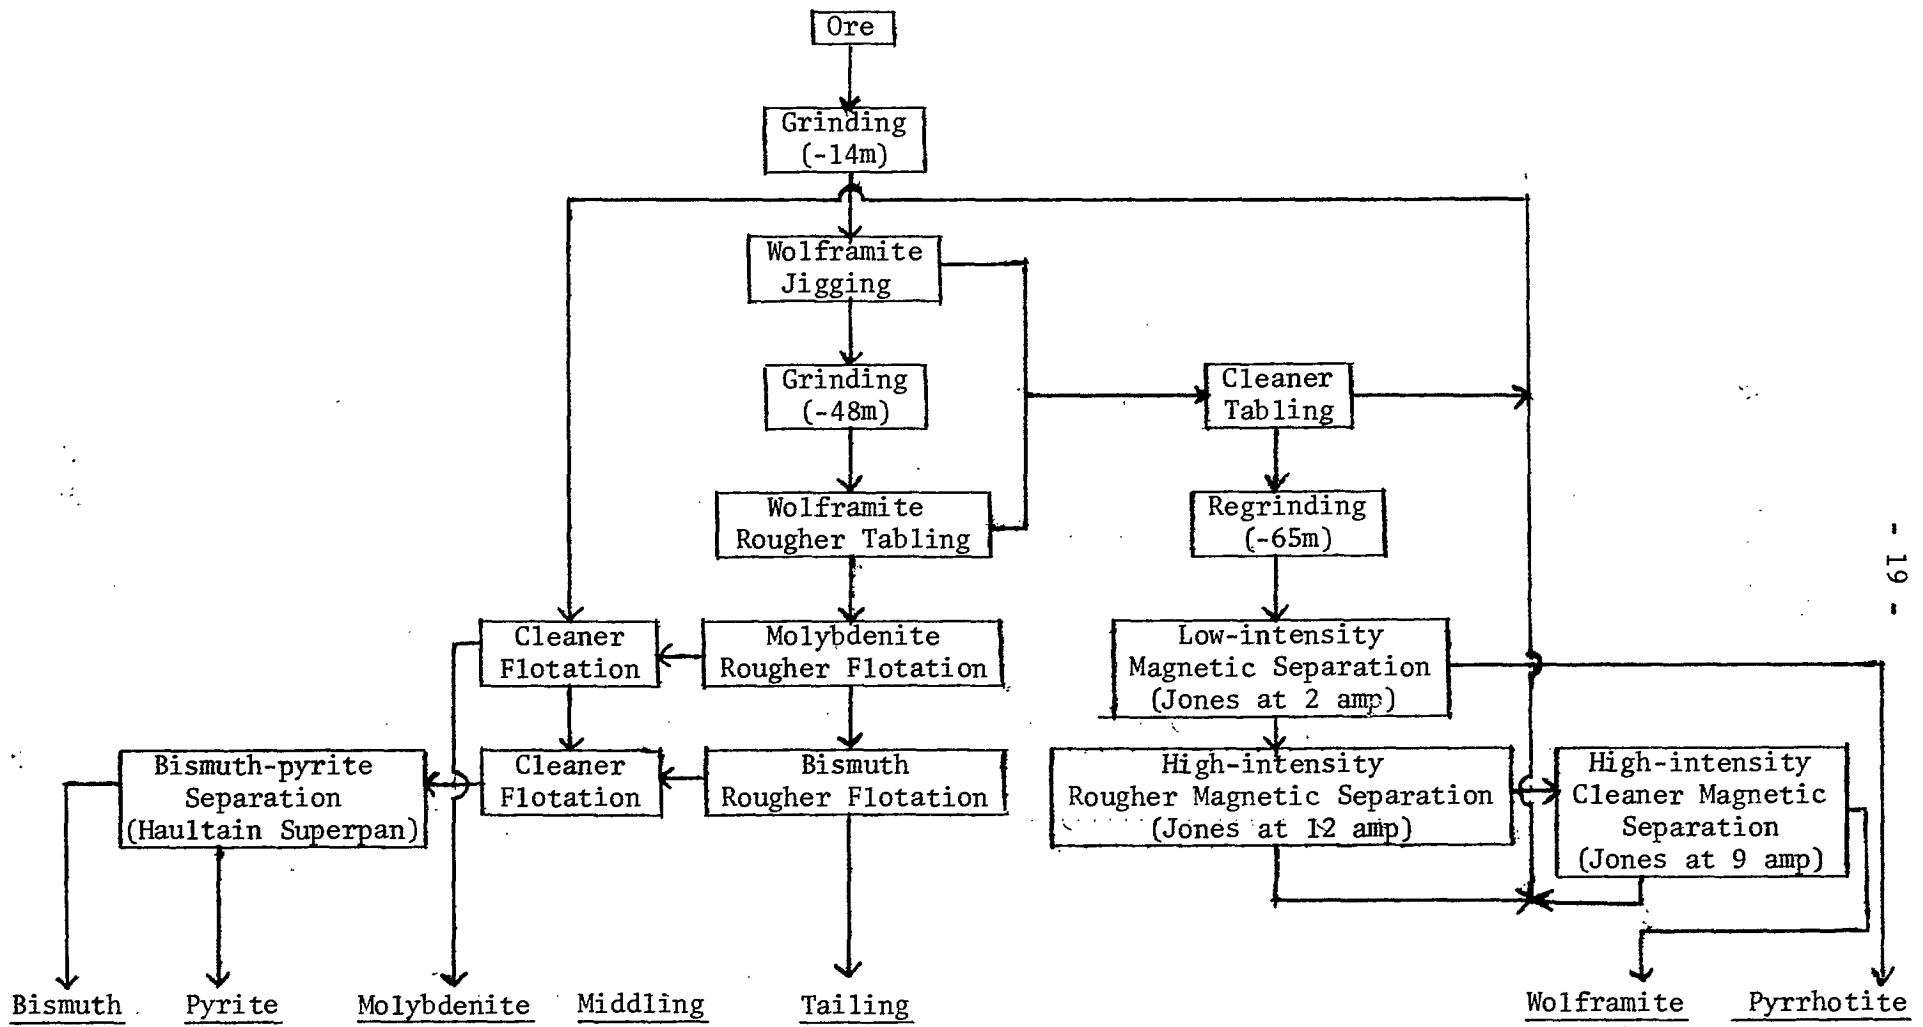 Ore
Grinding
(-14m)
Wolframite
Jigging
Grinding
(-48m)
Cleaner
Tabling
Wolframite
Rougher Tabling
Regrinding
(-65m)
- 19 -
Cleaner
Flotation
Molybdenite
Rougher Flotation
Low-intensity
Magnetic Separation
(Jones at 2 amp)
Bismuth-pyrite
Separation
(Haultain Superpan)
Cleaner
Flotation
Bismuth
Rougher Flotation
High-intensity
Rougher Magnetic Separation
(Jones at 12 amp)
High-intensity
Cleaner Magnetic
Separation
(Jones at 9 amp)
Bismuth
Pyrite
Molybdenite
Middling
Tailing
Wolframite
Pyrrhotite